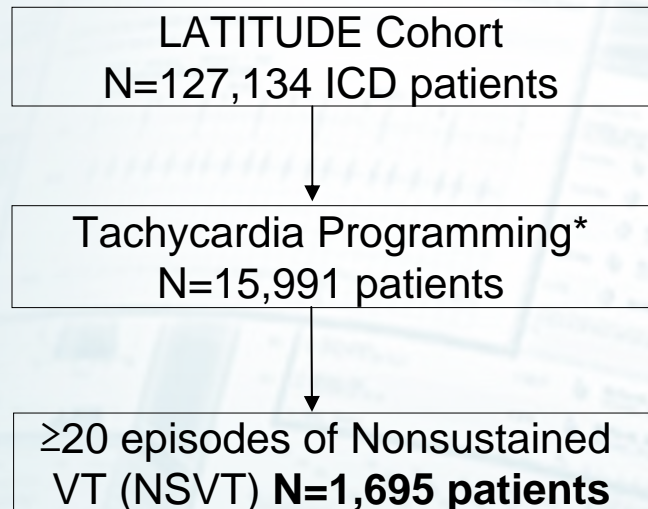 LATITUDE Cohort
N=127,134 ICD patients
Tachycardia Programming*
N=15,991 patients
≥20 episodes of Nonsustained
VT (NSVT) N=1,695 patients